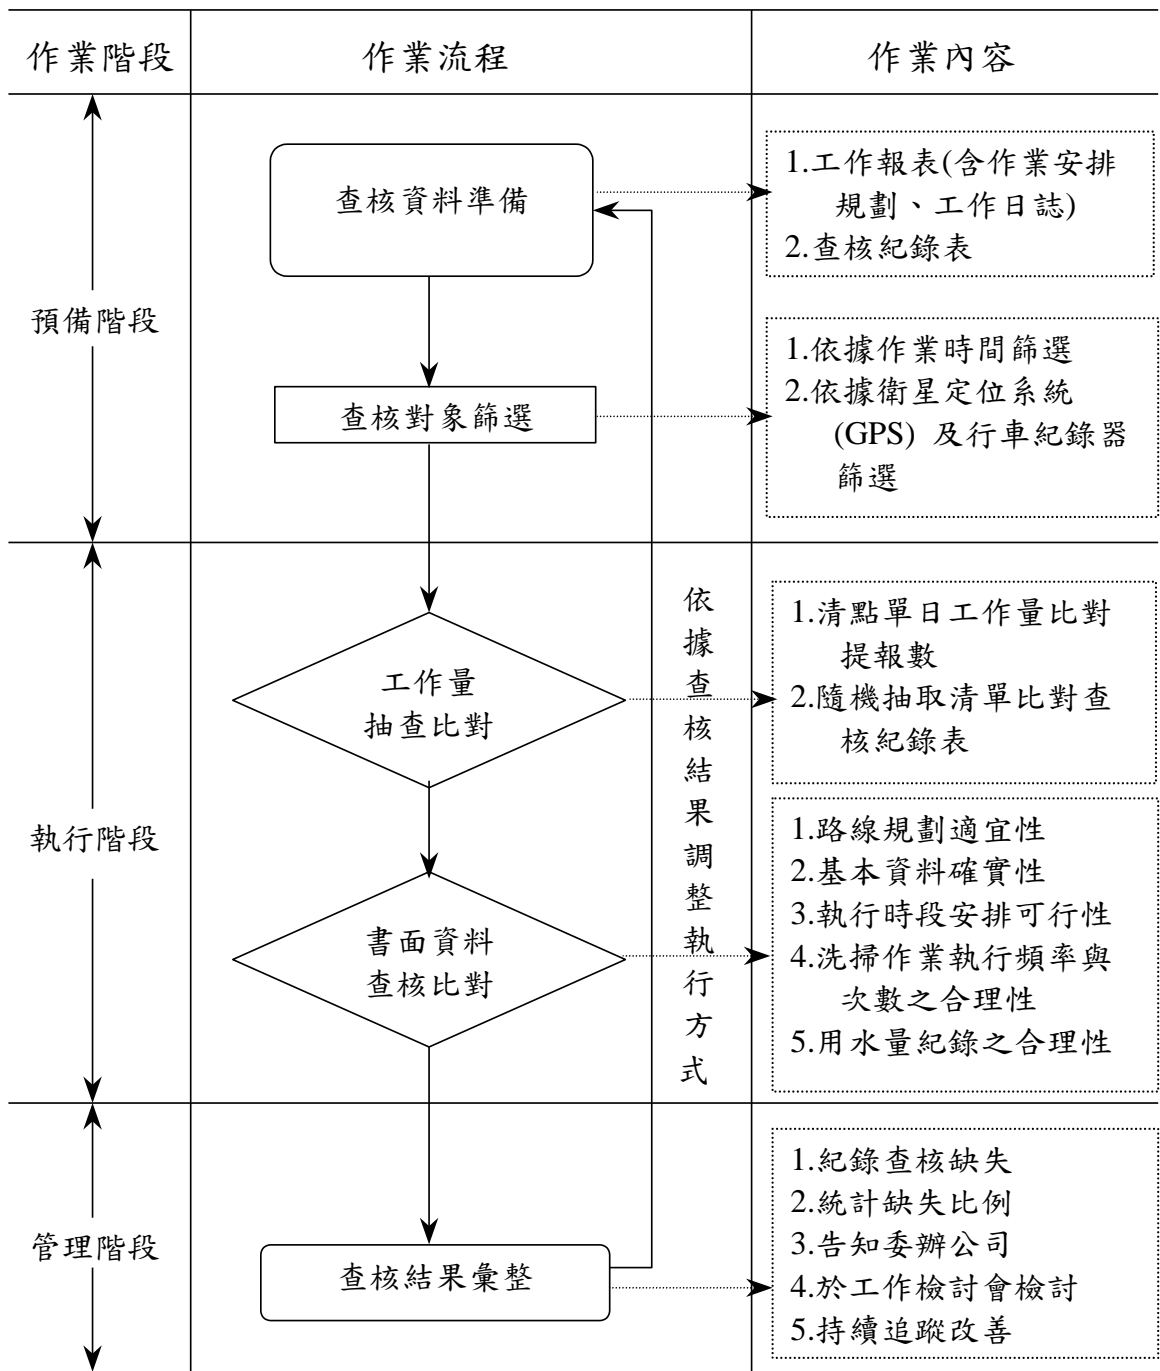 作業階段
作業流程
作業內容
預備階段
查核資料準備
1.工作報表(含作業安排
規劃、工作日誌)
2.查核紀錄表
查核對象篩選
1.依據作業時間篩選
2.依據衛星定位系統
(GPS) 及行車紀錄器
篩選
執行階段
工作量
抽查比對
1.清點單日工作量比對
提報數
2.隨機抽取清單比對查
核紀錄表
書面資料
查核比對
1.路線規劃適宜性
2.基本資料確實性
3.執行時段安排可行性
4.洗掃作業執行頻率與
次數之合理性
5.用水量紀錄之合理性
依據查核結果調整執行方式
管理階段
查核結果彙整
1.紀錄查核缺失
2.統計缺失比例
3.告知委辦公司
4.於工作檢討會檢討
5.持續追蹤改善